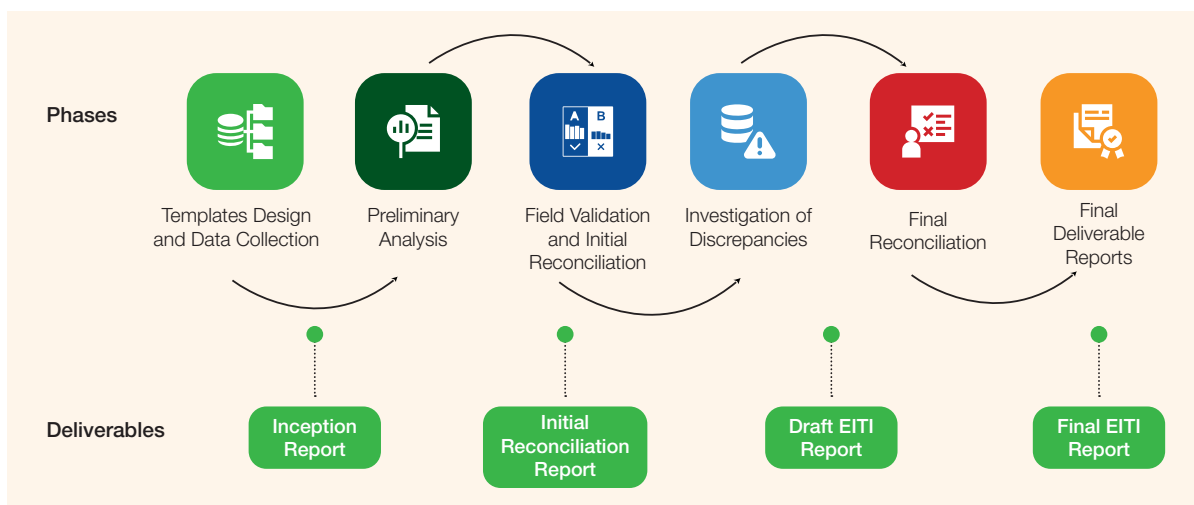 Phases
A B
Templates Design
and Data Collection
Preliminary
Analysis
Field Validation
and Initial
Reconciliation
Investigation of
Discrepancies
Final
Reconciliation
Final
Deliverable
Reports
Deliverables
Inception
Report
Initial
Reconciliation
Report
Draft EITI
Report
Final EITI
Report